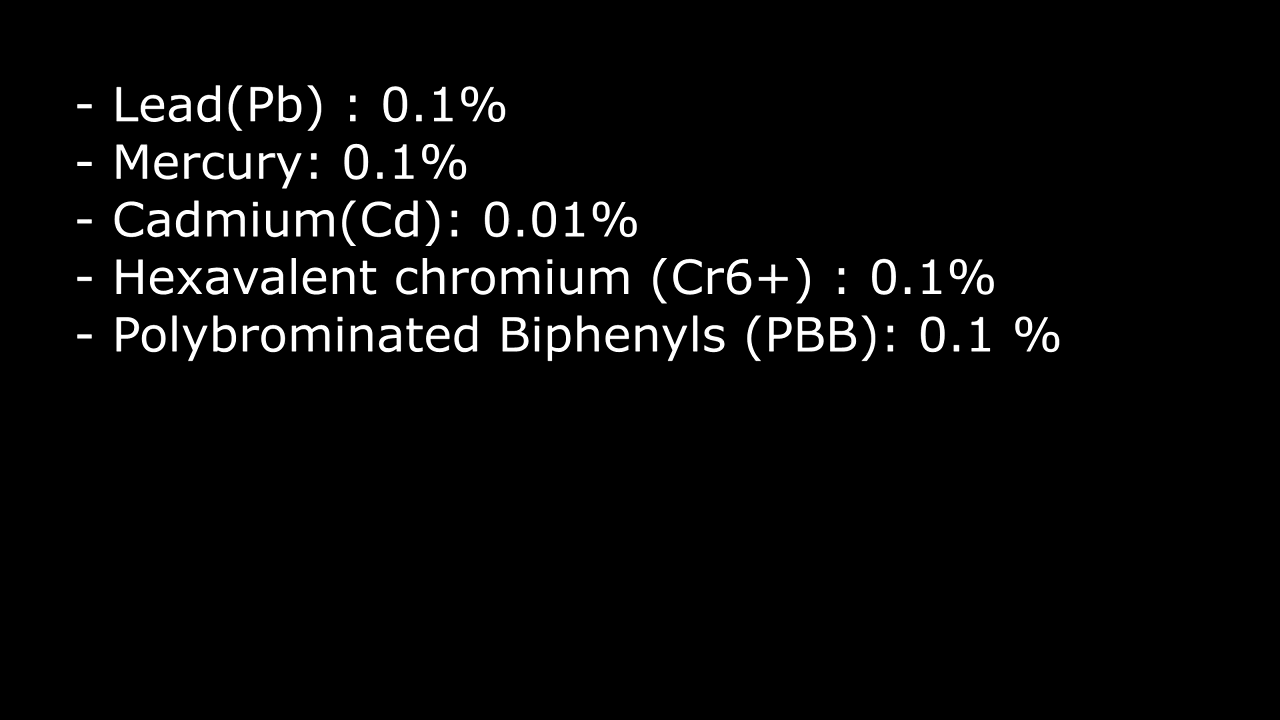 - Lead(Pb) : 0.1%
- Mercury: 0.1%
- Cadmium(Cd): 0.01%
- Hexavalent chromium (Cr6+) : 0.1%
- Polybrominated Biphenyls (PBB): 0.1 %